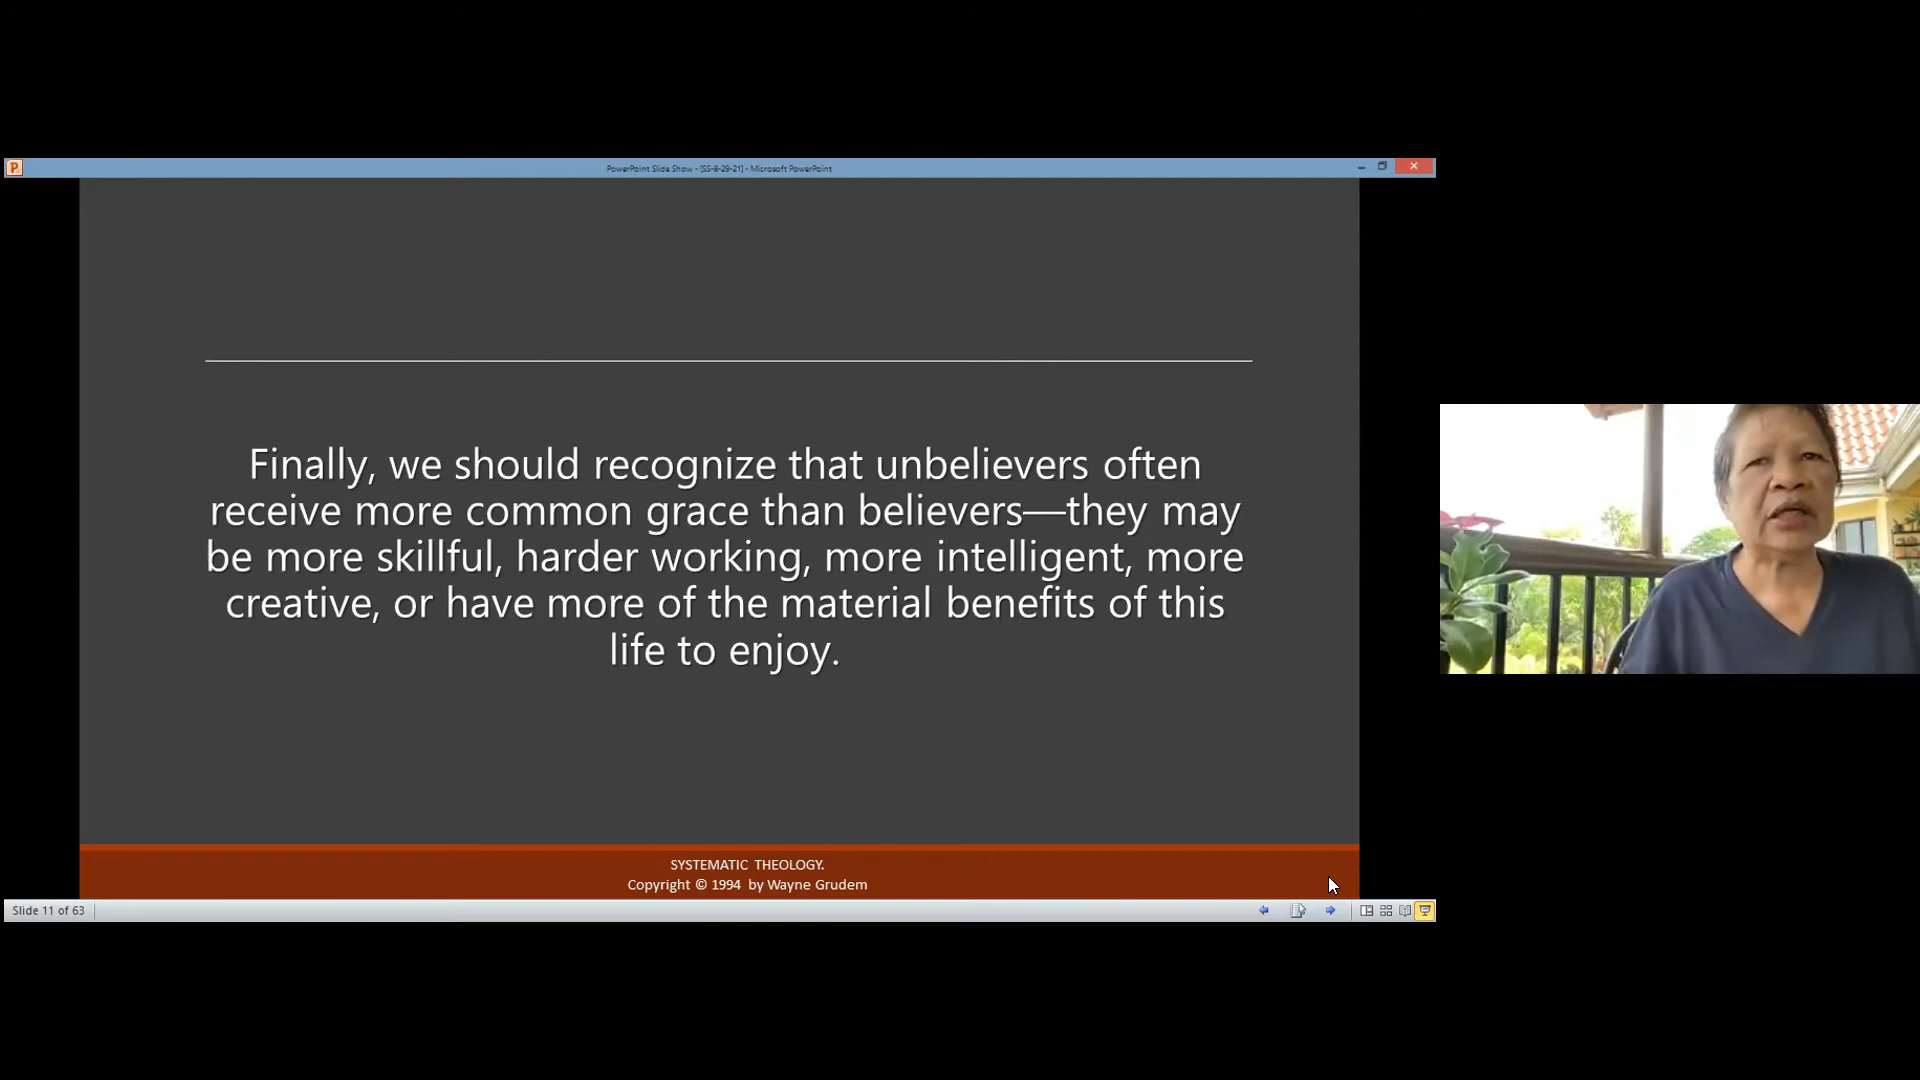 PowerPoint Slide Show - [SS-8-29-21] - Microsoft PowerPoint
Finally, we should recognize that unbelievers often
receive more common grace than believers—they may
be more skillful, harder working, more intelligent, more
creative, or have more of the material benefits of this
life to enjoy.
SYSTEMATIC THEOLOGY.
Copyright © 1994 by Wayne Grudem
Slide 11 of 63